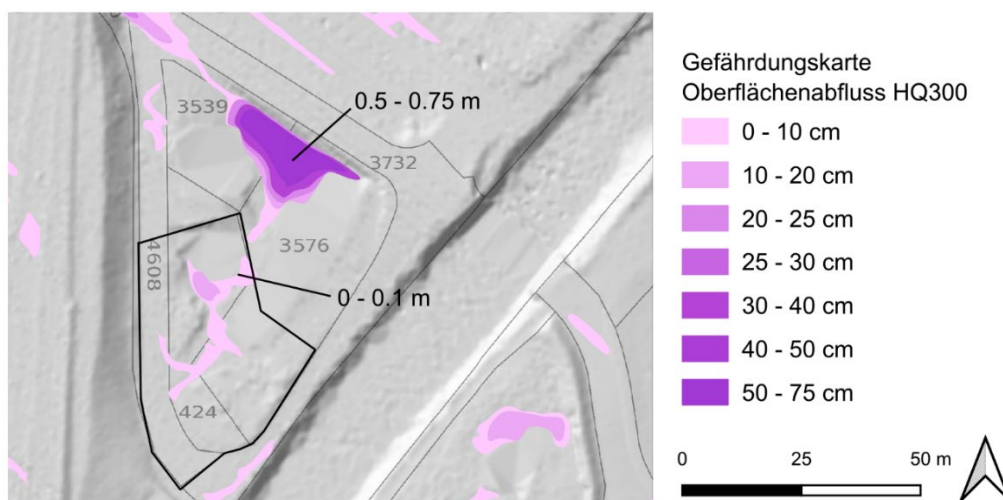 3539
0.5 - 0.75 m
3732
4608
3576
0 - 0.1 m
424
Gefährdungskarte
Oberflächenabfluss HQ300
0 - 10 cm
10 - 20 cm
20 - 25 cm
25 - 30 cm
30 - 40 cm
40 - 50 cm
50 - 75 cm
0 25 50 m